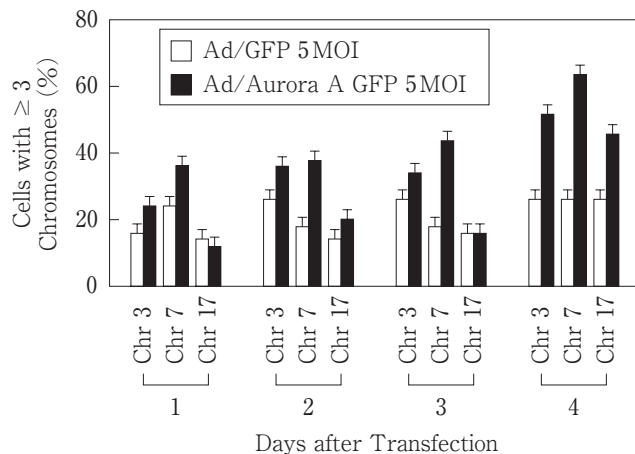 Cells with ≥ 3
Chromosomes (%)
80
60
40
20
0
Ad/GFP 5MOI
Ad/Aurora A GFP 5MOI
Chr 3
Chr 7
Chr 17
Chr 3
Chr 7
Chr 17
Chr 3
Chr 7
Chr 17
Chr 3
Chr 7
Chr 17
1
2
3
4
Days after Transfection